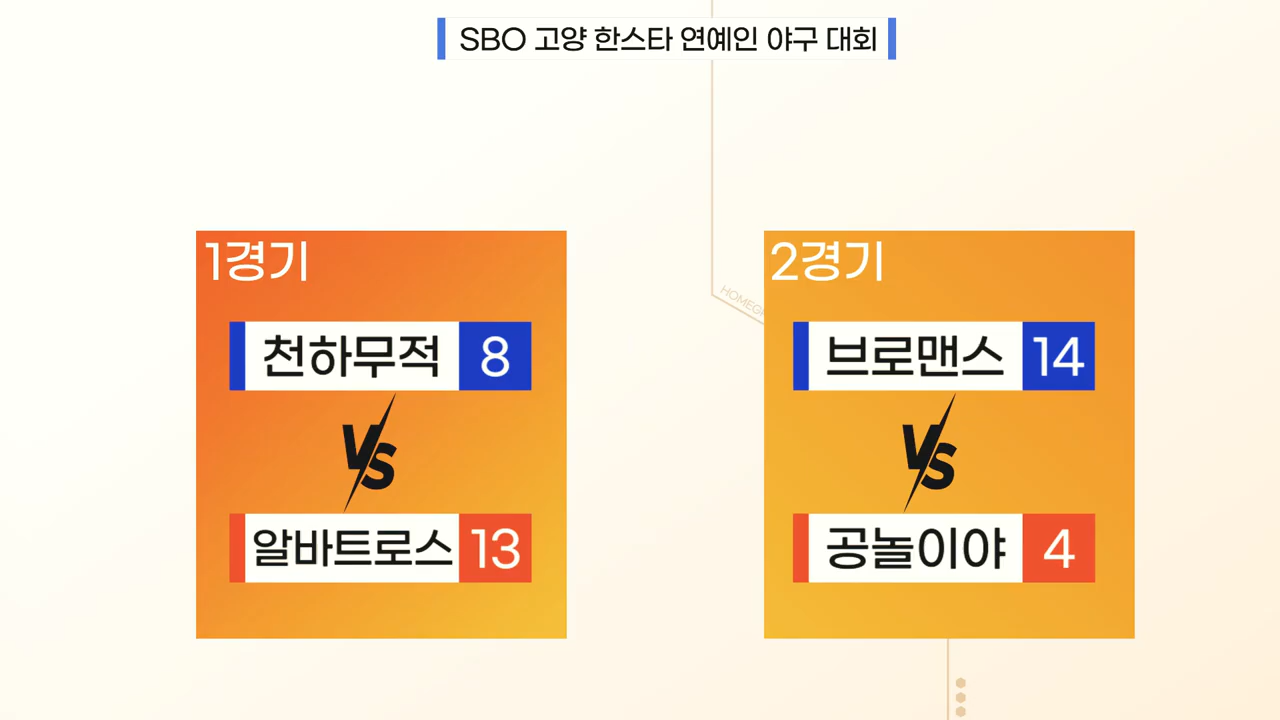 SBO 고양 한스타 연예인 야구 대회
1경기
천하무적 8
VS
알바트로스 13
2경기
브로맨스 14
VS
공놀이야 4